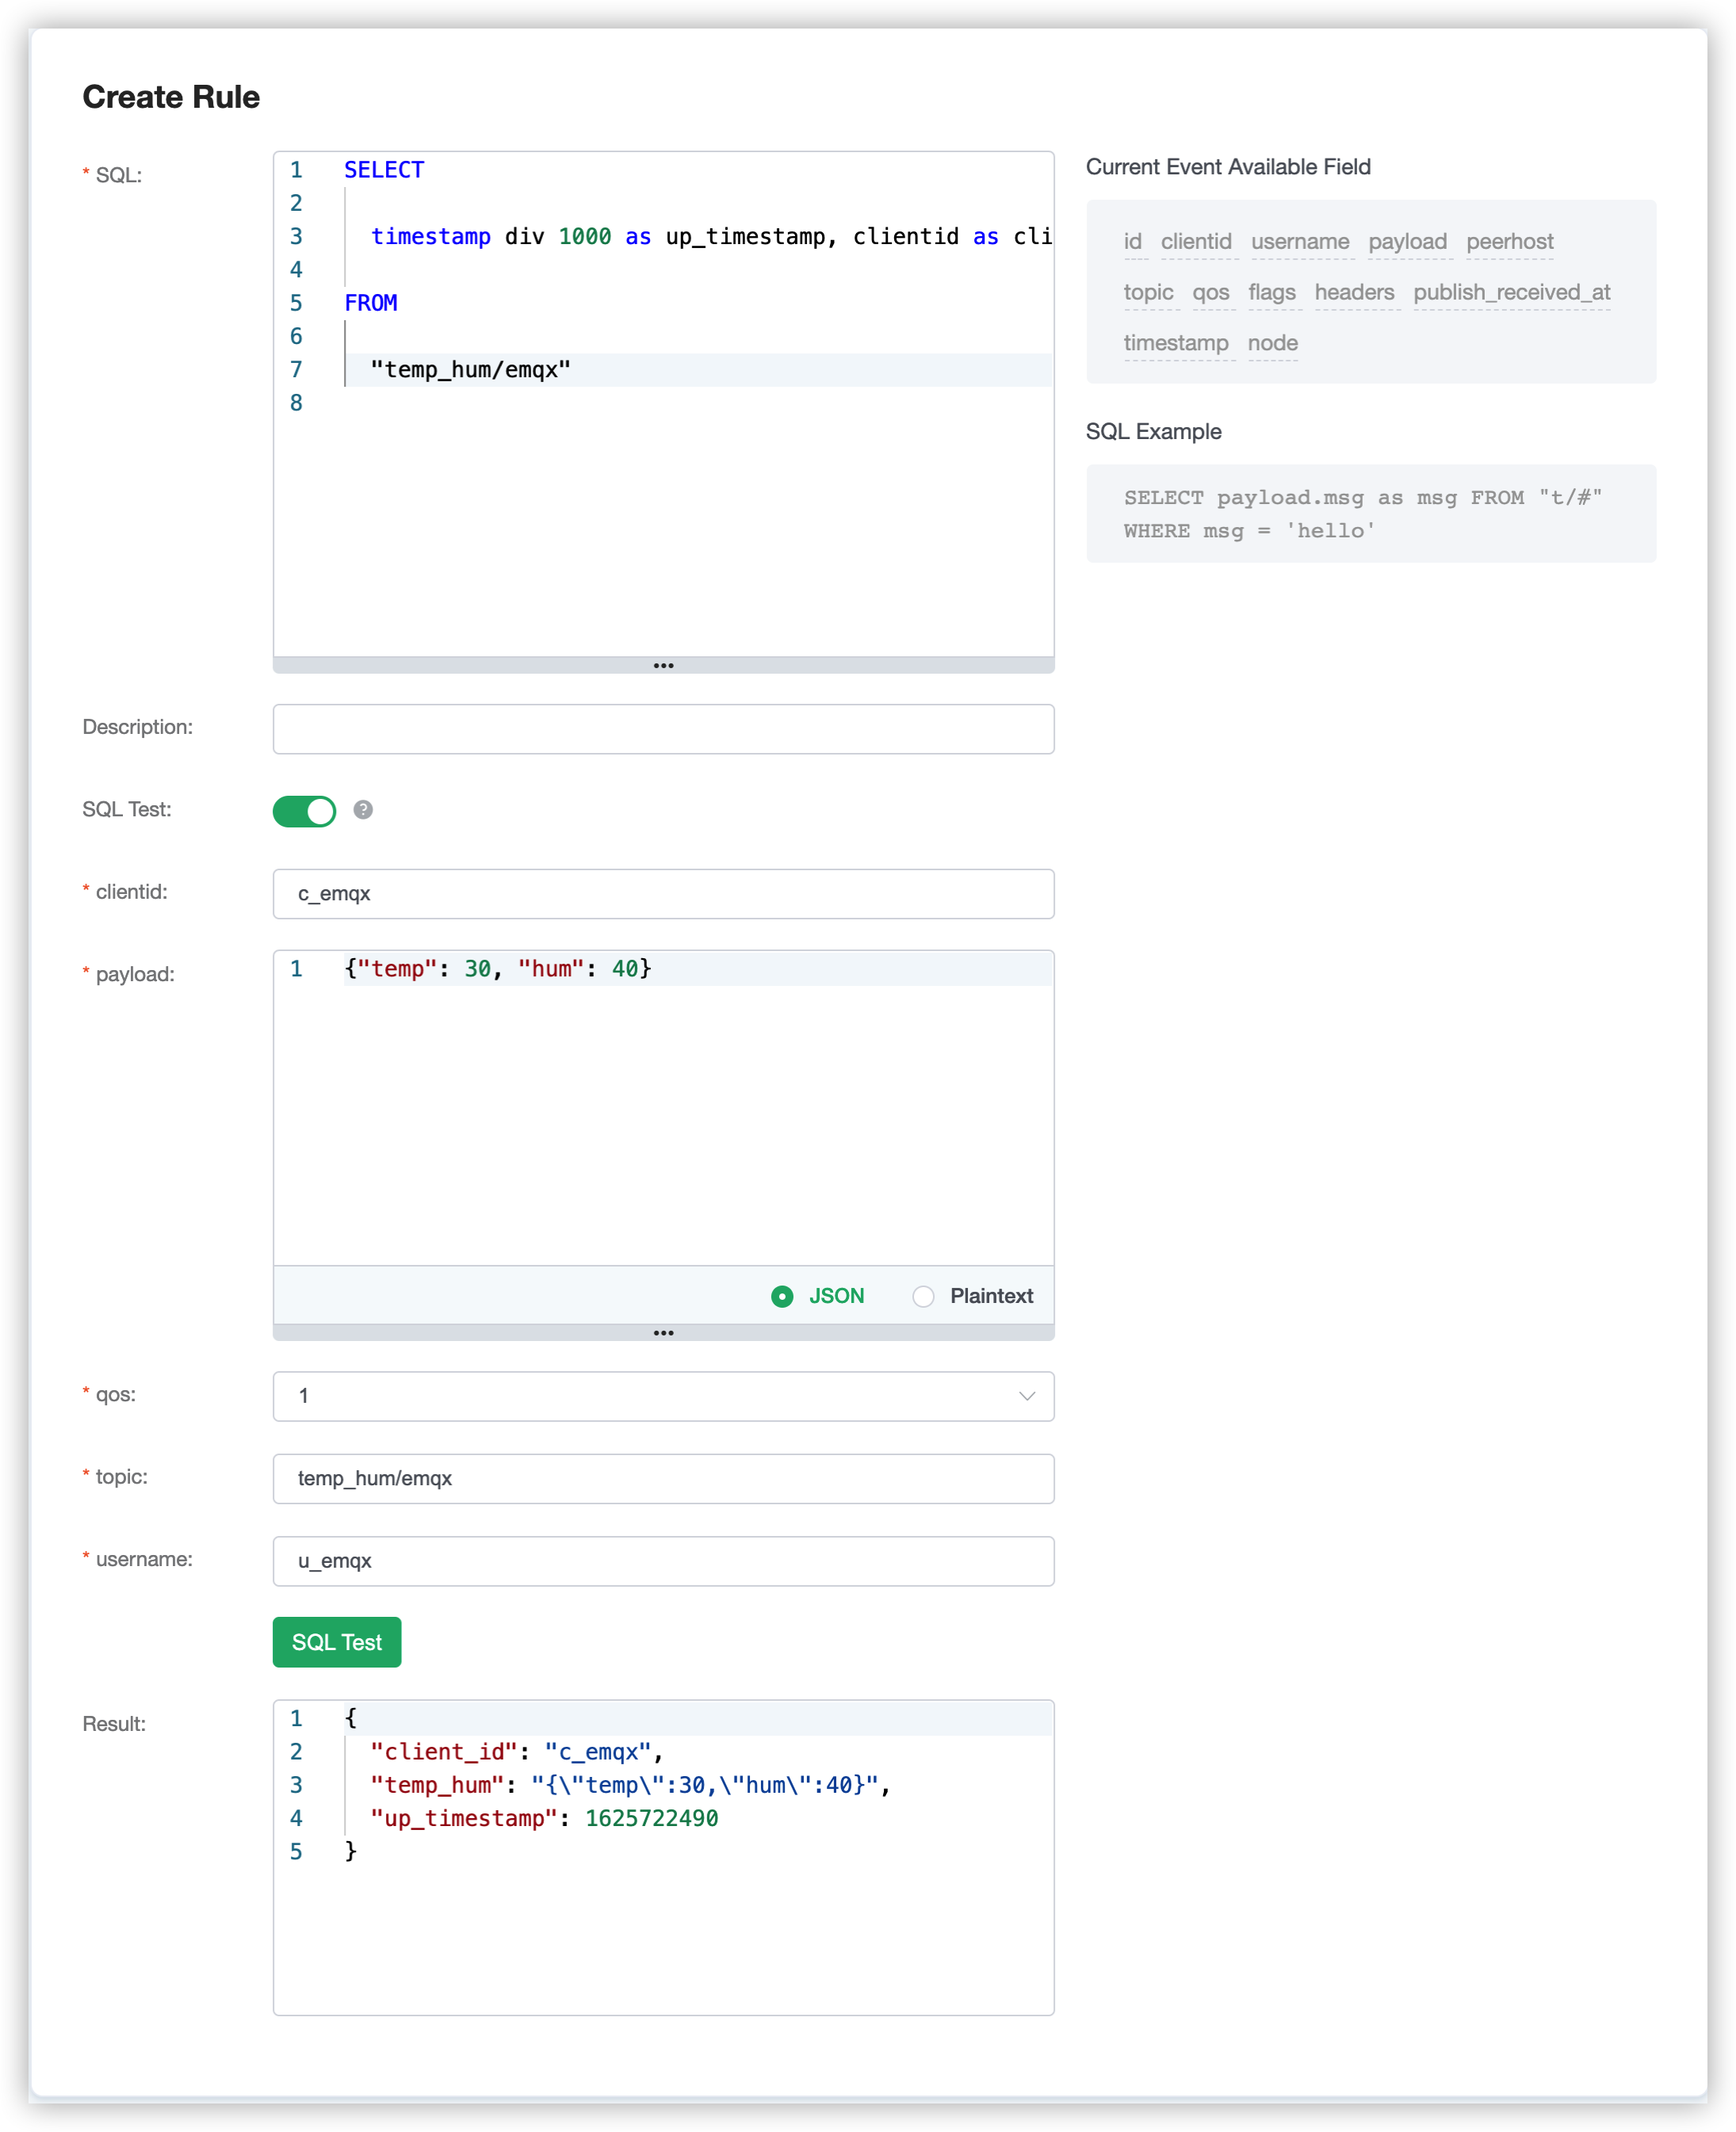 Create Rule
* SQL:
1 SELECT
2
3 timestamp div 1000 as up_timestamp, clientid as cli
4
5 FROM
6
7 "temp_hum/emqx"
8
•••
Current Event Available Field
id clientid username payload peerhost
topic qos flags headers publish_received_at
timestamp node
SQL Example
SELECT payload.msg as msg FROM "t/#"
WHERE msg = 'hello'
Description:
SQL Test: ?
* clientid: c_emqx
* payload:
1 {"temp": 30, "hum": 40}
JSON Plaintext
•••
* qos: 1
* topic: temp_hum/emqx
* username: u_emqx
SQL Test
Result:
1 {
2 "client_id": "c_emqx",
3 "temp_hum": "{\"temp\":30,\"hum\":40}",
4 "up_timestamp": 1625722490
5 }